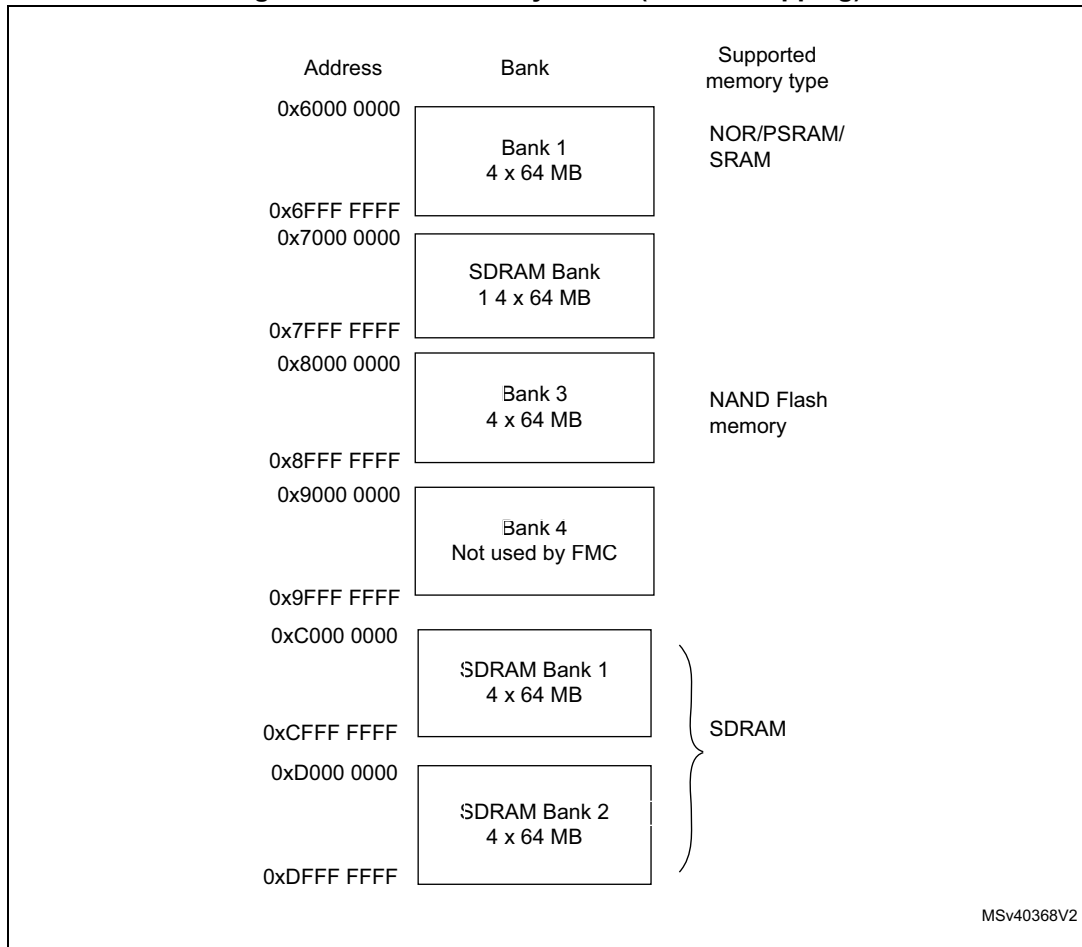 Address Bank Supported
memory type
0x6000 0000
Bank 1
4 x 64 MB
NOR/PSRAM/
SRAM
0x6FFF FFFF
0x7000 0000
SDRAM Bank
1 4 x 64 MB
0x7FFF FFFF
0x8000 0000
Bank 3
4 x 64 MB
NAND Flash
memory
0x8FFF FFFF
0x9000 0000
Bank 4
Not used by FMC
0x9FFF FFFF
0xC000 0000
SDRAM Bank 1
4 x 64 MB
0xCFFF FFFF
SDRAM
0xD000 0000
SDRAM Bank 2
4 x 64 MB
0xDFFF FFFF
MSv40368V2